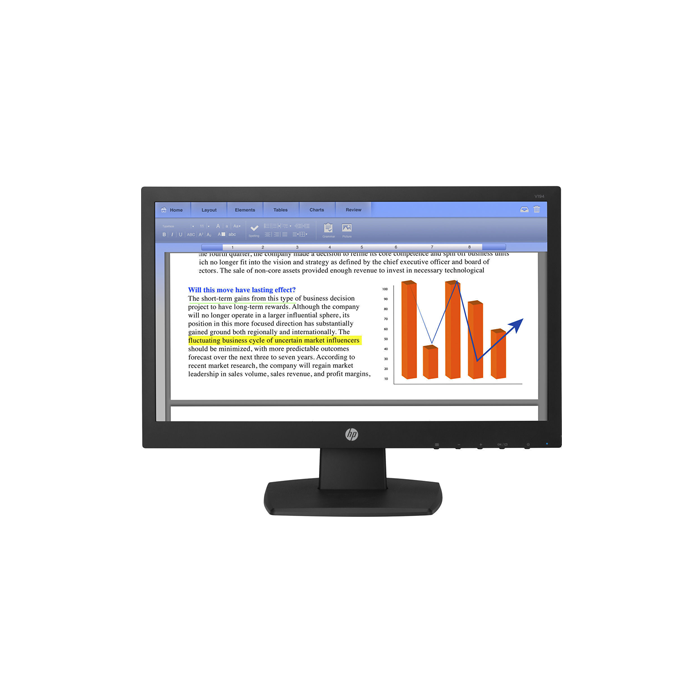 Home Layout Elements Tables Charts Review
1 2 3 4 5 6 7 8
the fourth quarter, the company made a decision to refine its core competence and spin off business units
ich no longer fit into the vision and strategy as defined by the chief executive officer and board of
ectors. The sale of non-core assets provided enough revenue to invest in necessary technological
Will this move have lasting effect?
The short-term gains from this type of business decision
project to have long-term rewards. Although the company
will no longer operate in a larger influential sphere, its
position in this more focused direction has substantially
gained ground both regionally and internationally. The
fluctuating business cycle of uncertain market influencers
should be minimized, with more predictable outcomes
forecast over the next three to seven years. According to
recent market research, the company will regain market
leadership in sales volume, sales revenue, and profit margins,
100
90
80
70
60
50
40
30
20
10
hp